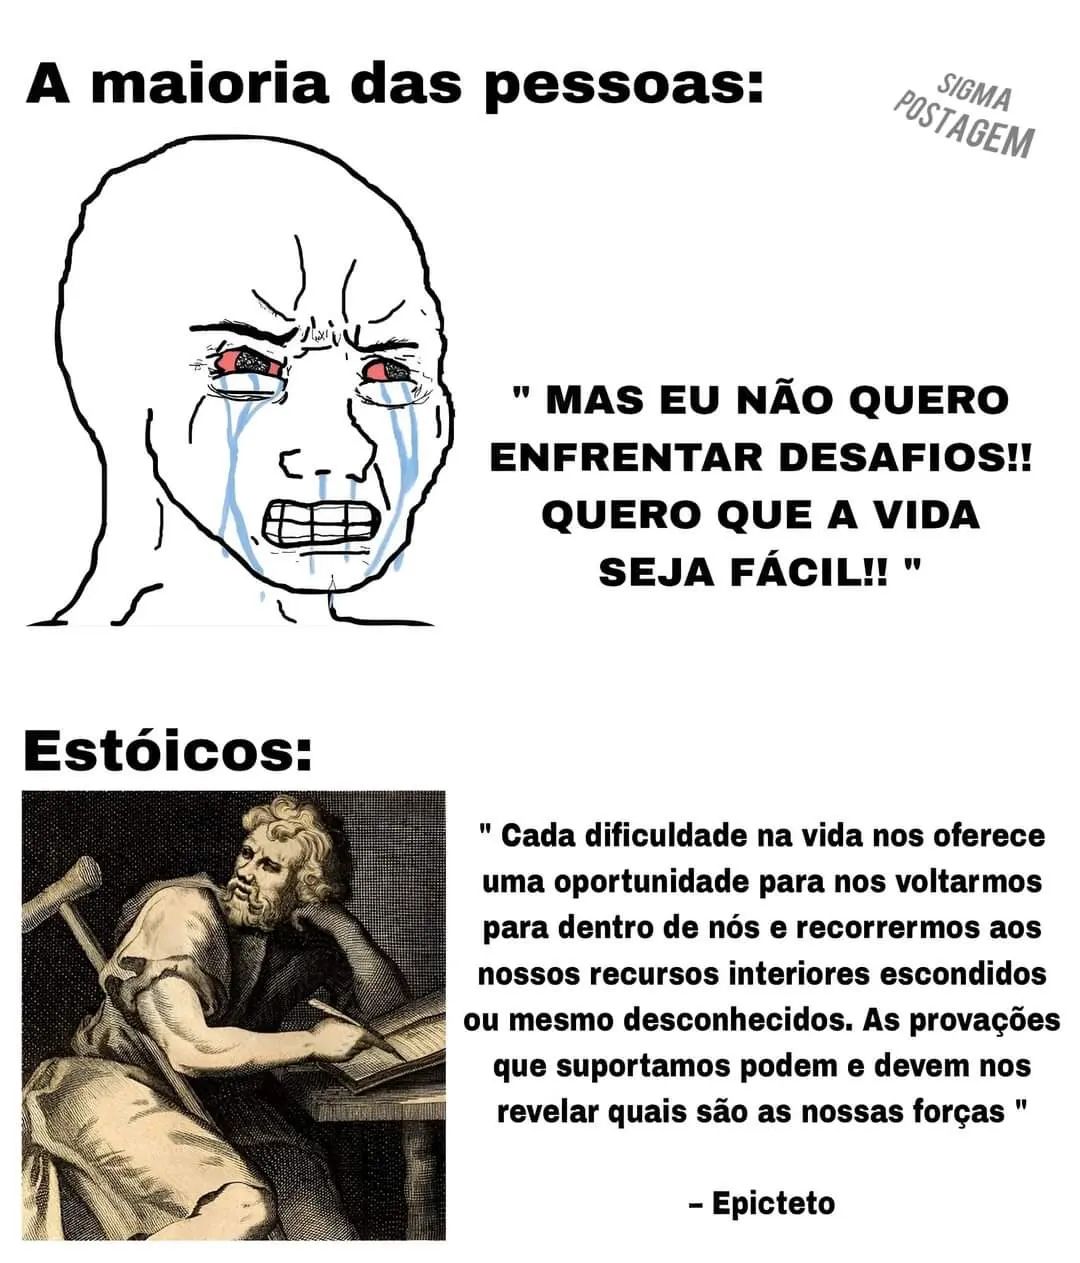 A maioria das pessoas:
SIGMA
POSTAGEM
" MAS EU NÃO QUERO
ENFRENTAR DESAFIOS!!
QUERO QUE A VIDA
SEJA FÁCIL!! "
Estóicos:
" Cada dificuldade na vida nos oferece
uma oportunidade para nos voltarmos
para dentro de nós e recorrermos aos
nossos recursos interiores escondidos
ou mesmo desconhecidos. As provações
que suportamos podem e devem nos
revelar quais são as nossas forças "
– Epicteto